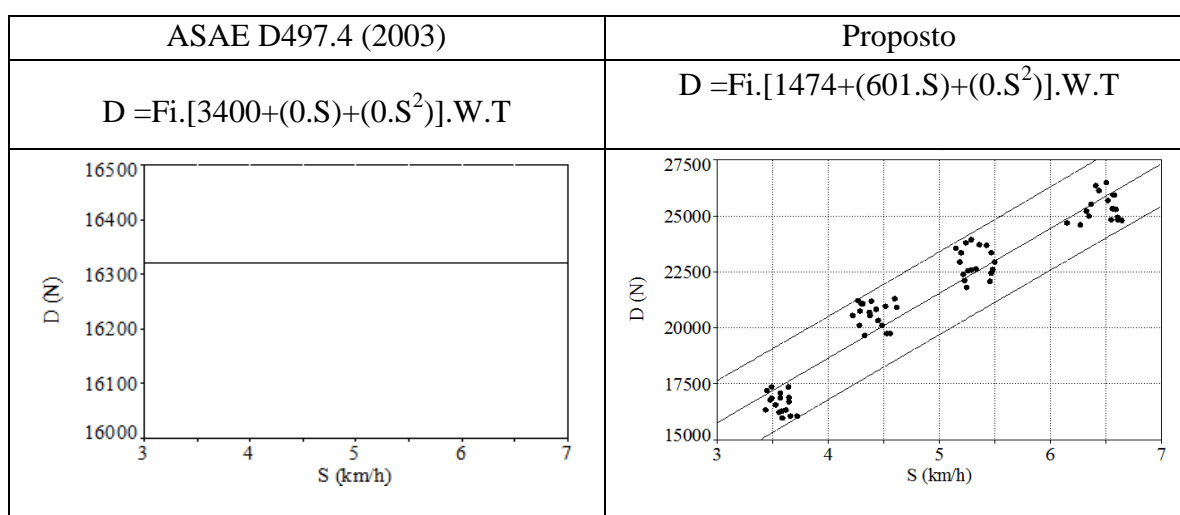 ASAE D497.4 (2003)
Proposto
D =Fi.[3400+(0.S)+(0.S²)].W.T
D =Fi.[1474+(601.S)+(0.S²)].W.T
16500
16400
16300
16200
16100
16000
D (N)
3 4 5 6 7
S (km/h)
27500
25000
22500
20000
17500
15000
D (N)
3 4 5 6 7
S (km/h)